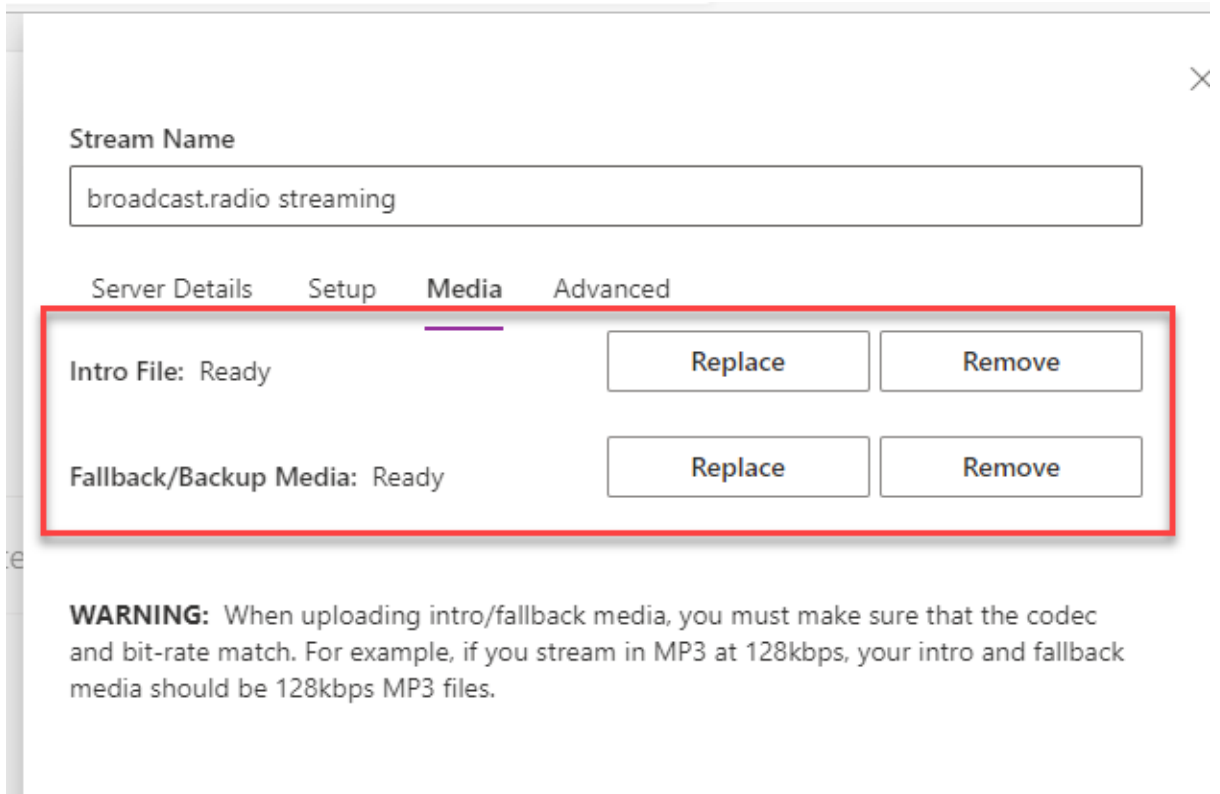 Stream Name
broadcast.radio streaming
Server Details Setup Media Advanced
Intro File: Ready Replace Remove
Fallback/Backup Media: Ready Replace Remove
WARNING: When uploading intro/fallback media, you must make sure that the codec
and bit-rate match. For example, if you stream in MP3 at 128kbps, your intro and fallback
media should be 128kbps MP3 files.